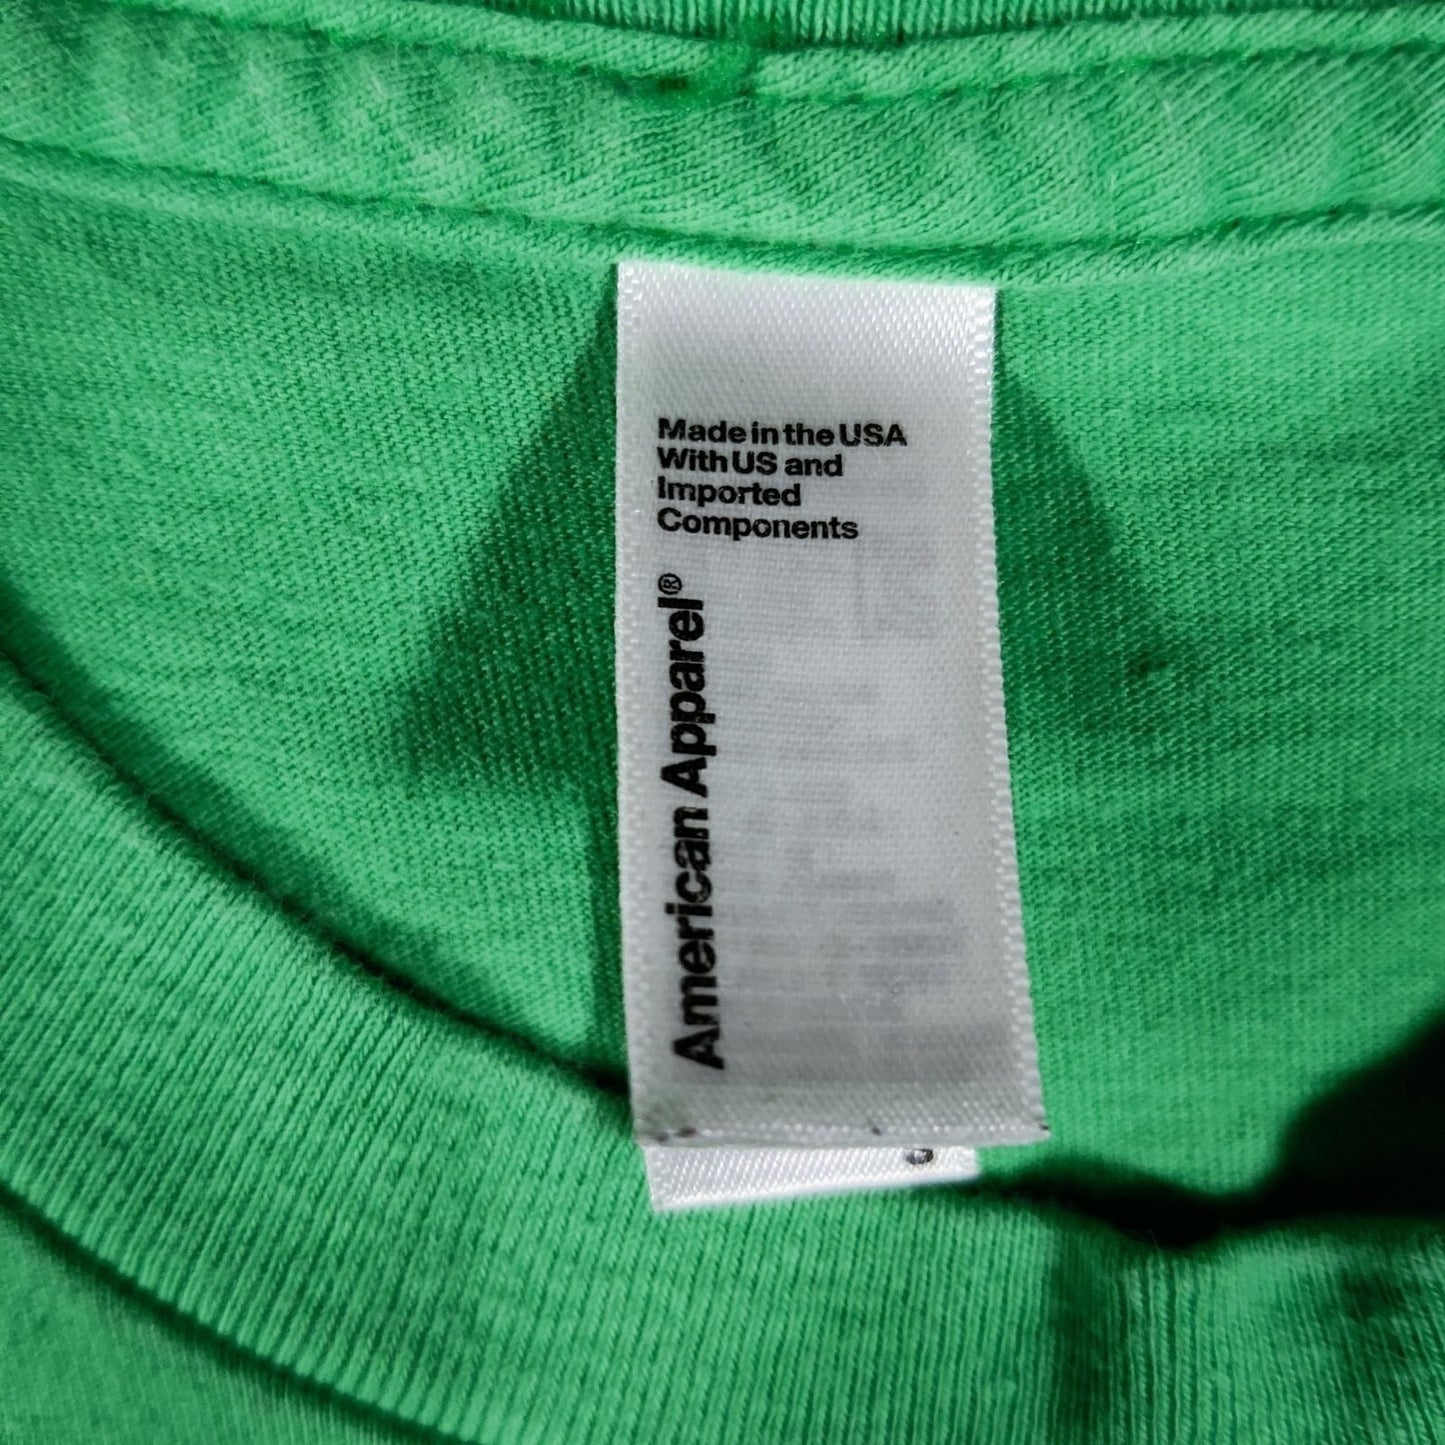 Made in the USA
With US and
Imported
Components
American Apparel®